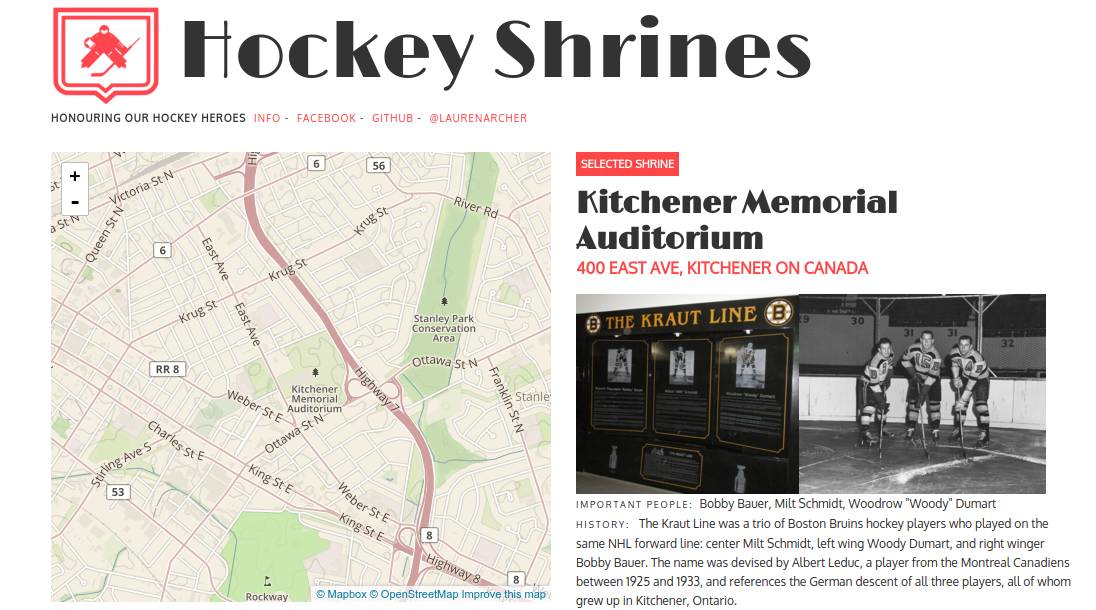 Hockey Shrines
HONOURING OUR HOCKEY HEROES INFO - FACEBOOK - GITHUB - @LAURENARCHER
+
-
Victoria St N
Queen St N
6
East Ave
Krug St
Krug St
Krug St
East Ave
6
56
River Rd
Stanley Park
Conservation
Area
Ottawa St N
Highway 7
Franklin St N
Stanley
RR 8
Kitchener
Memorial
Auditorium
Weber St E
Ottawa St N
Charles St E
Stirling Ave S
53
King St E
Weber St E
King St E
8
Highway 8
8
Rockway
© Mapbox © OpenStreetMap Improve this map
SELECTED SHRINE
Kitchener Memorial
Auditorium
400 EAST AVE, KITCHENER ON CANADA
B THE KRAUT LINE B
29 30 31 31 32
IMPORTANT PEOPLE: Bobby Bauer, Milt Schmidt, Woodrow "Woody" Dumart
HISTORY: The Kraut Line was a trio of Boston Bruins hockey players who played on the
same NHL forward line: center Milt Schmidt, left wing Woody Dumart, and right winger
Bobby Bauer. The name was devised by Albert Leduc, a player from the Montreal Canadiens
between 1925 and 1933, and references the German descent of all three players, all of whom
grew up in Kitchener, Ontario.